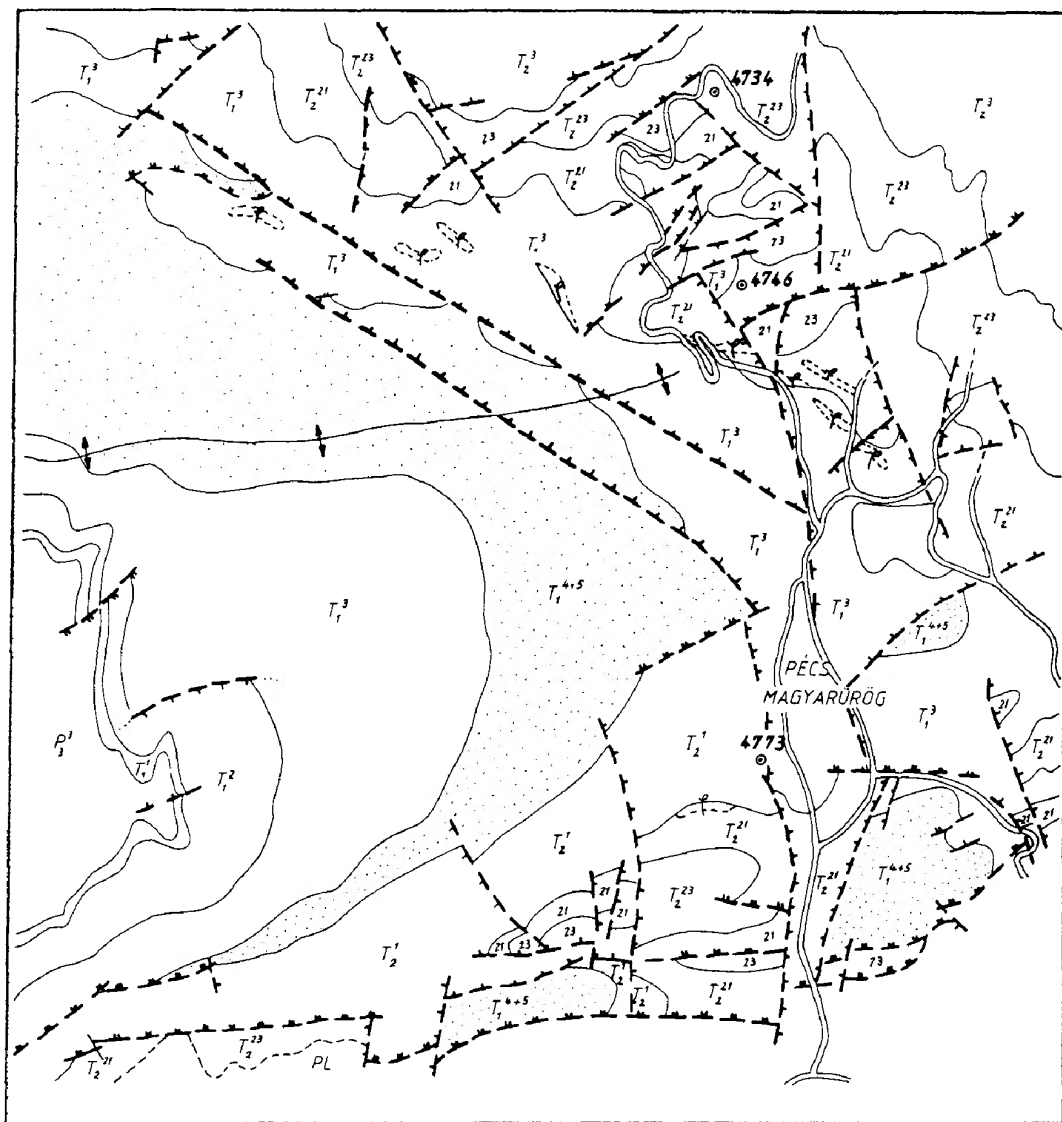 T₁³
T₁³
T₂²¹
T₂²³
T₂³
4734
T₂²³
T₂³
23
T₂²³
23
21
21
T₂²¹
T₂²³
21
23
T₁³
T₁³
T₂²¹
T₁³
4746
T₂²¹
21
23
T₂²³
T₁³
T₂²¹
T₁³
T₁³
T₁⁴⁺⁵
T₁³
T₁⁴⁺⁵
PÉCS
MAGYARÜRÖG
T₁³
21
P₃³
T₁¹
T₁²
T₂¹
4773
T₂²¹
T₂¹
T₂²¹
21
21
T₂²³
T₂²¹
T₁⁴⁺⁵
21
21
23
21
23
21
23
23
T₂¹
T₂¹
T₂¹
T₂²¹
T₁⁴⁺⁵
T₂²¹
T₂²³
PL